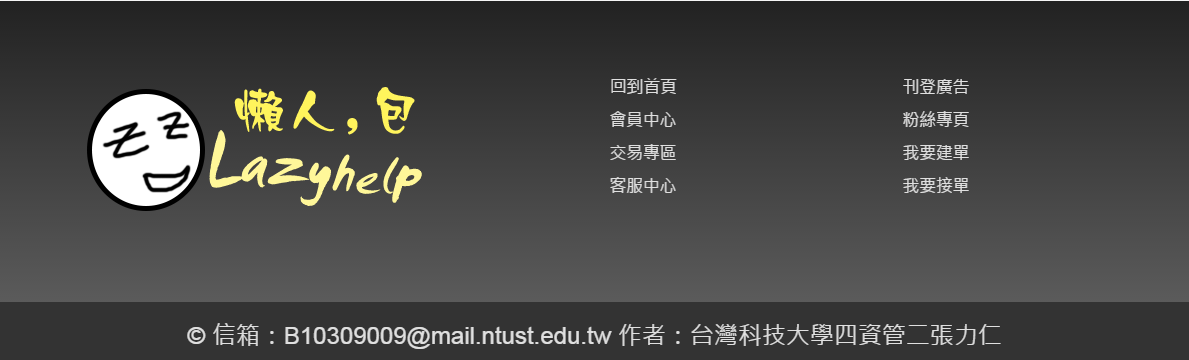 懶人，包
Lazyhelp
回到首頁
會員中心
交易專區
客服中心
刊登廣告
粉絲專頁
我要建單
我要接單
© 信箱：B10309009@mail.ntust.edu.tw 作者：台灣科技大學四資管二張力仁